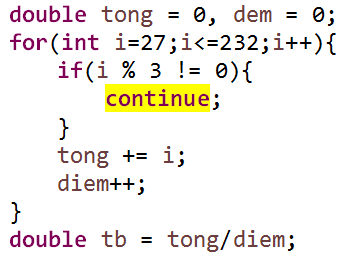 double tong = 0, dem = 0;
for(int i=27;i<=232;i++){
    if(i % 3 != 0){
        continue;
    }
    tong += i;
    diem++;
}
double tb = tong/diem;